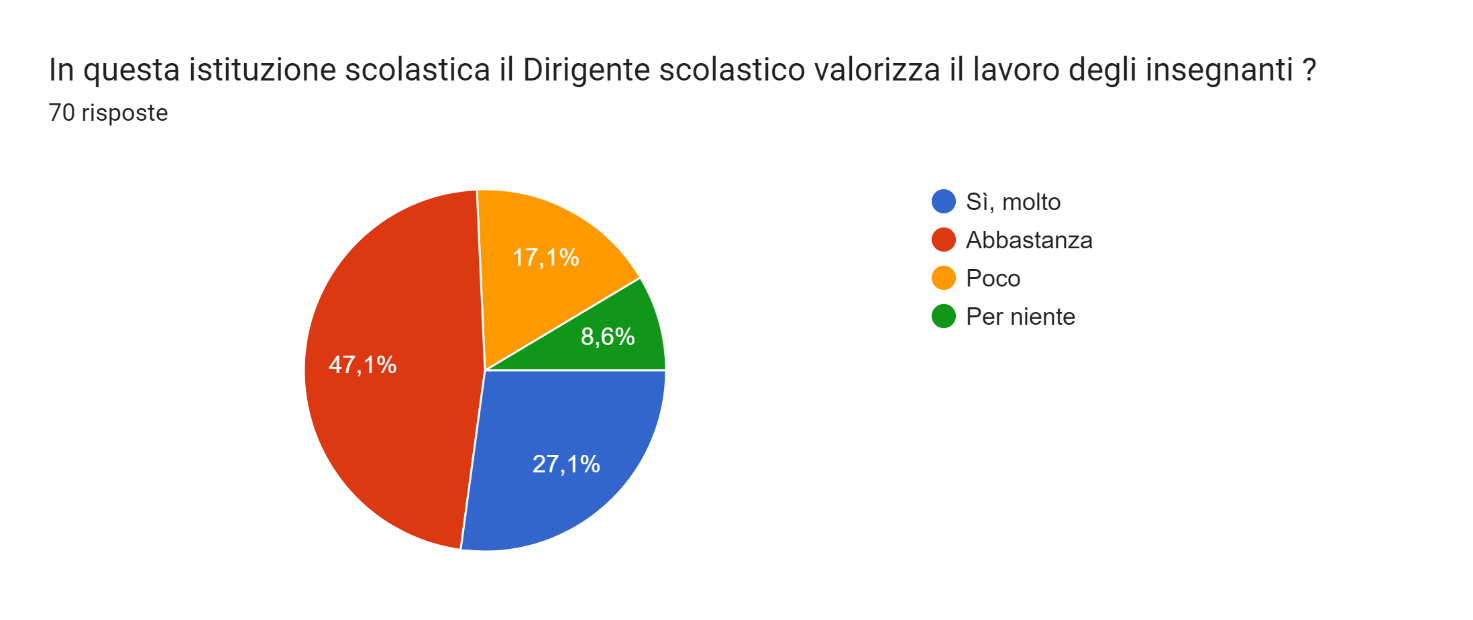 In questa istituzione scolastica il Dirigente scolastico valorizza il lavoro degli insegnanti ?
70 risposte
Sì, molto
Abbastanza
Poco
Per niente
17,1%
8,6%
47,1%
27,1%